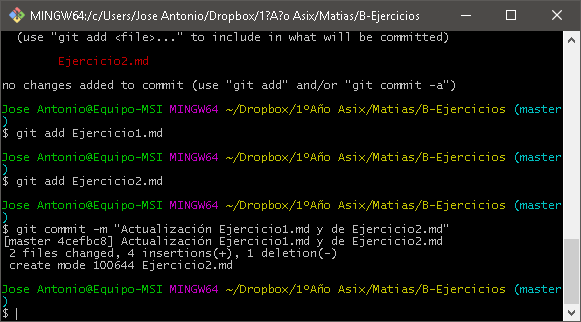 MINGW64:/c/Users/Jose Antonio/Dropbox/1?A?o Asix/Matias/B-Ejercicios
(use "git add <file>..." to include in what will be committed)
Ejercicio2.md
no changes added to commit (use "git add" and/or "git commit -a")
Jose Antonio@Equipo-MSI MINGW64 ~/Dropbox/1ºAño Asix/Matias/B-Ejercicios (master
)
$ git add Ejercicio1.md
Jose Antonio@Equipo-MSI MINGW64 ~/Dropbox/1ºAño Asix/Matias/B-Ejercicios (master
)
$ git add Ejercicio2.md
Jose Antonio@Equipo-MSI MINGW64 ~/Dropbox/1ºAño Asix/Matias/B-Ejercicios (master
)
$ git commit -m "Actualización Ejercicio1.md y de Ejercicio2.md"
[master 4cefbc8] Actualización Ejercicio1.md y de Ejercicio2.md
2 files changed, 4 insertions(+), 1 deletion(-)
create mode 100644 Ejercicio2.md
Jose Antonio@Equipo-MSI MINGW64 ~/Dropbox/1ºAño Asix/Matias/B-Ejercicios (master
)
$